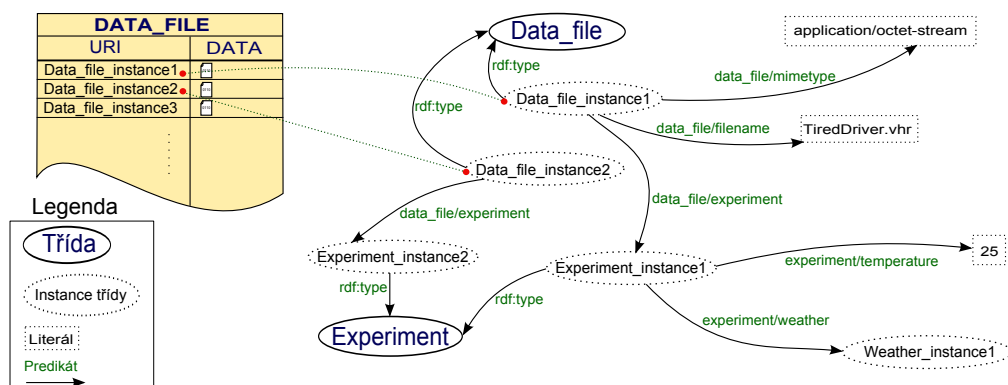 DATA_FILE
URI DATA
Data_file_instance1
Data_file_instance2
Data_file_instance3
Legenda
Třída
Instance třídy
Literál
Predikát
Data_file
rdf:type
rdf:type
Data_file_instance1
data_file/mimetype
application/octet-stream
data_file/filename
TiredDriver.vhr
Data_file_instance2
data_file/experiment
data_file/experiment
Experiment_instance2
rdf:type
Experiment
rdf:type
Experiment_instance1
experiment/temperature
25
experiment/weather
Weather_instance1